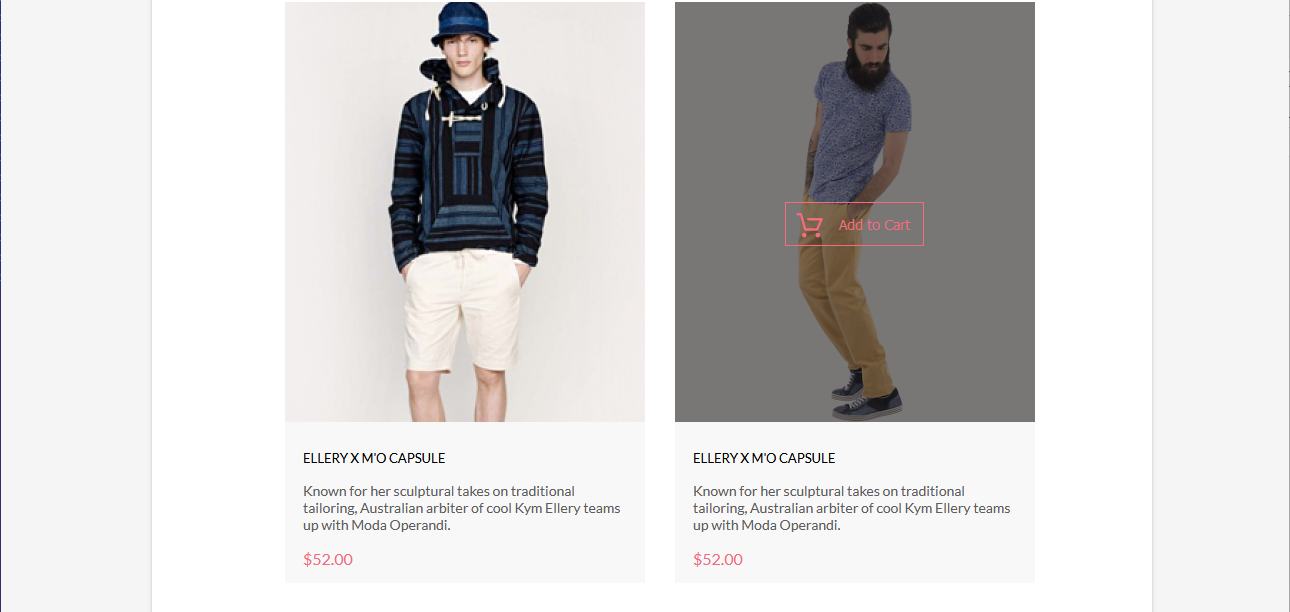 Add to Cart
ELLERY X M'O CAPSULE
Known for her sculptural takes on traditional
tailoring, Australian arbiter of cool Kym Ellery teams
up with Moda Operandi.
$52.00
ELLERY X M'O CAPSULE
Known for her sculptural takes on traditional
tailoring, Australian arbiter of cool Kym Ellery teams
up with Moda Operandi.
$52.00